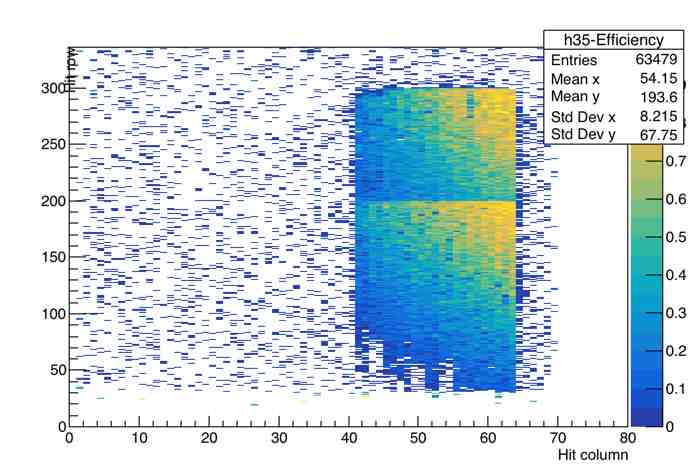 h35-Efficiency
Entries 63479
Mean x 54.15
Mean y 193.6
Std Dev x 8.215
Std Dev y 67.75
300
250
200
150
100
50
0
0 10 20 30 40 50 60 70 80
Hit column
0.7
0.6
0.5
0.4
0.3
0.2
0.1
0